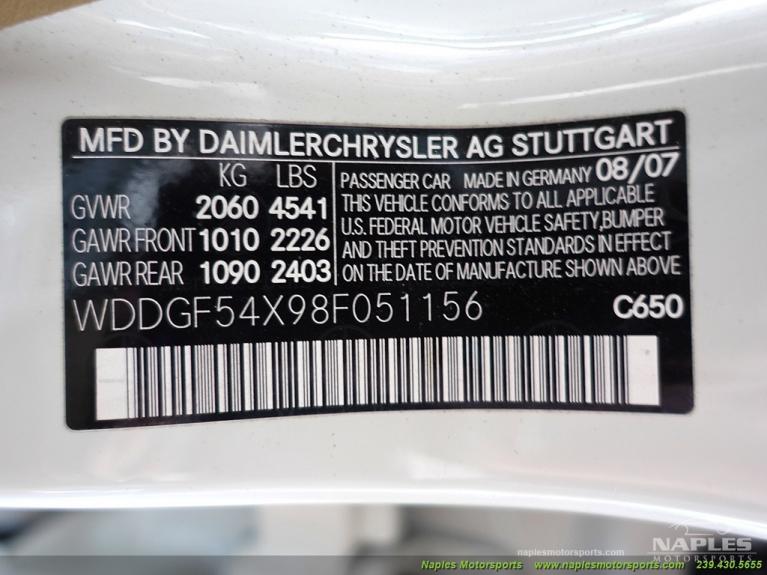 MFD BY DAIMLERCHRYSLER AG STUTTGART
KG LBS
GVWR 2060 4541
GAWR FRONT 1010 2226
GAWR REAR 1090 2403
PASSENGER CAR MADE IN GERMANY 08/07
THIS VEHICLE CONFORMS TO ALL APPLICABLE
U.S. FEDERAL MOTOR VEHICLE SAFETY, BUMPER
AND THEFT PREVENTION STANDARDS IN EFFECT
ON THE DATE OF MANUFACTURE SHOWN ABOVE
WDDGF54X98F051156 C650
NAPLES
MOTORSPORTS
naplesmotorsports.com
Naples Motorsports - www.naplesmotorsports.com - 239.430.5655